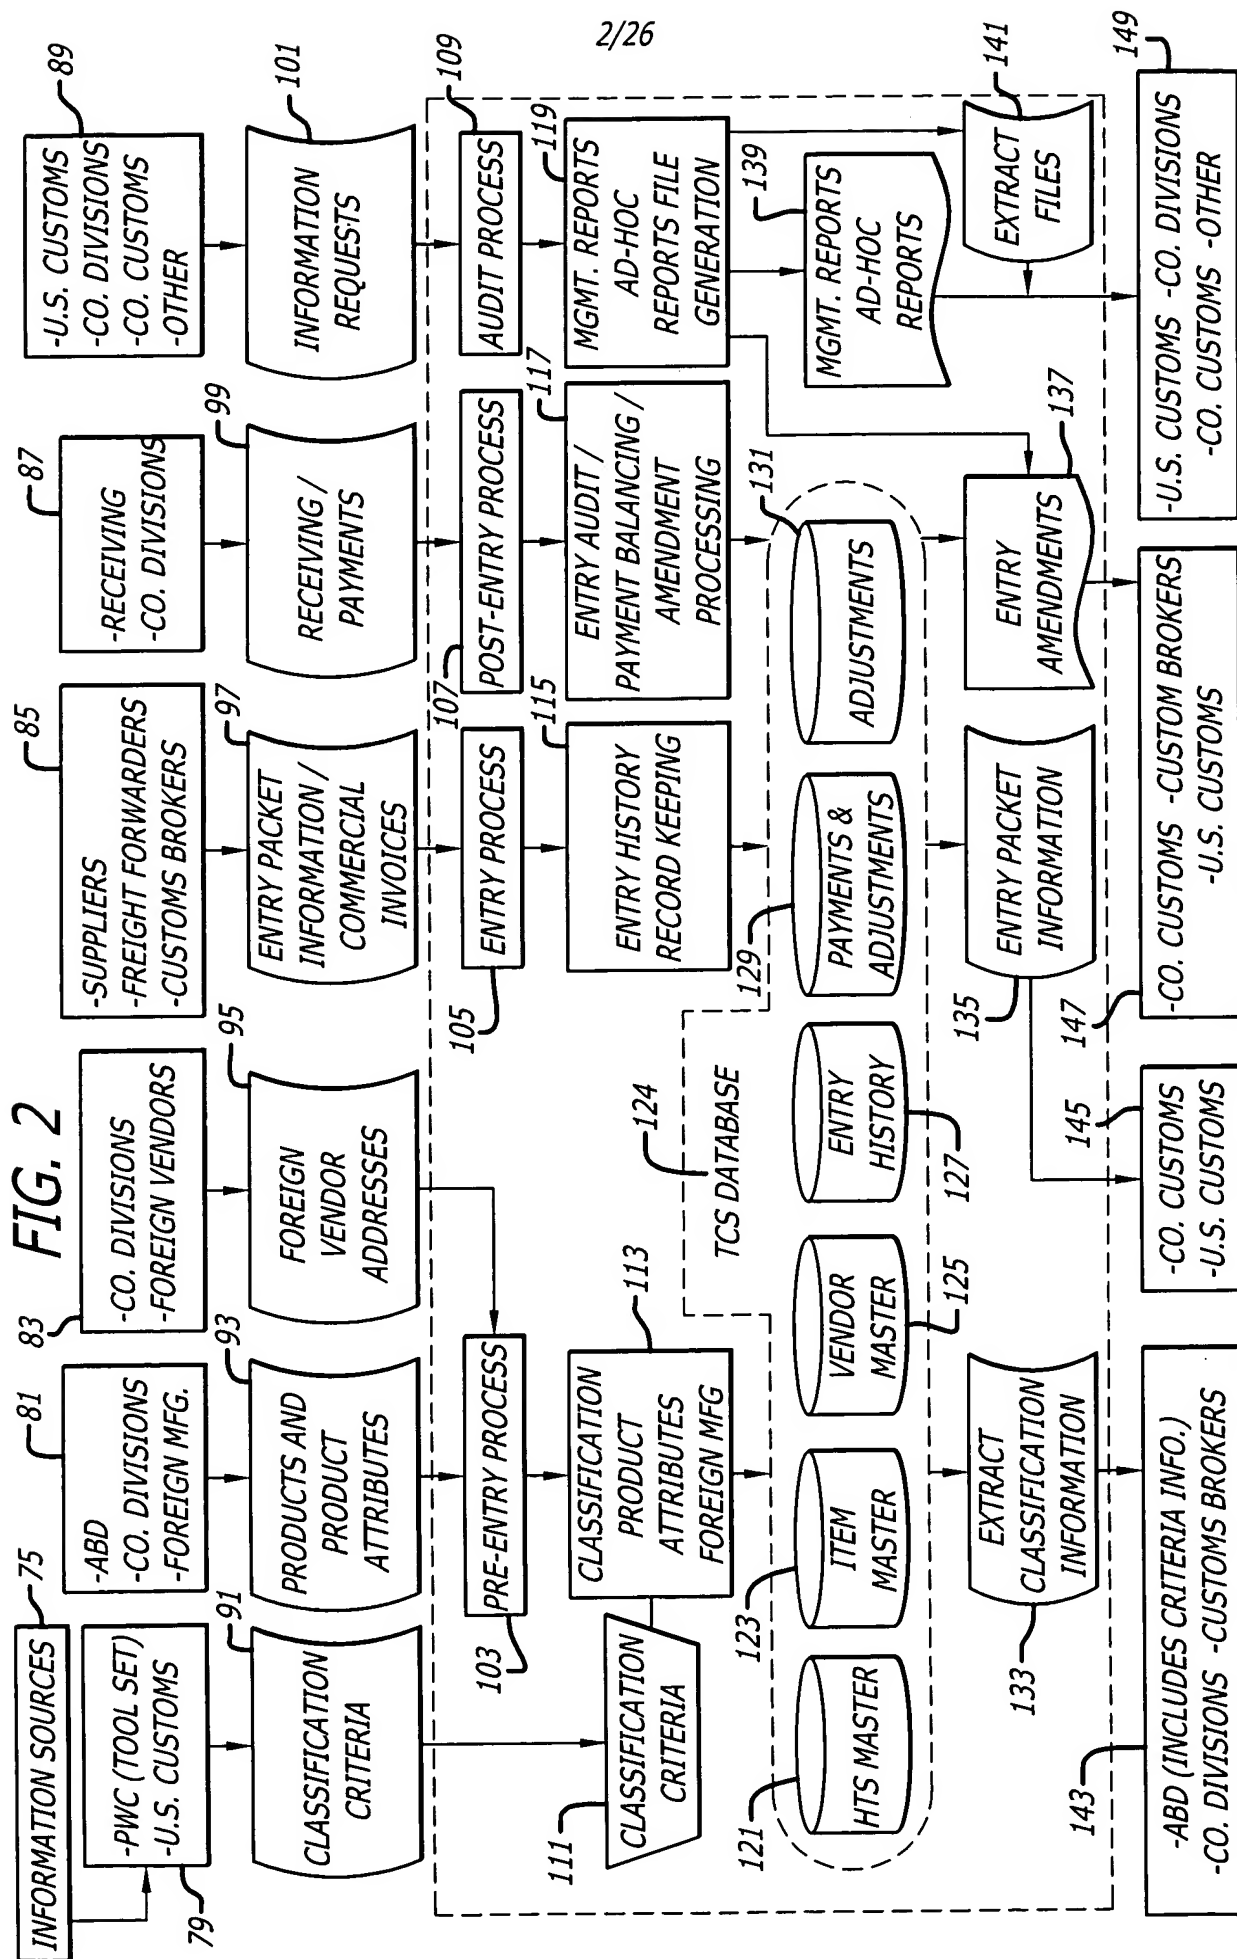 2/26
FIG. 2
INFORMATION SOURCES
75
-PWC (TOOL SET)
-U.S. CUSTOMS
79
-ABD
-CO. DIVISIONS
-FOREIGN MFG.
81
-CO. DIVISIONS
-FOREIGN VENDORS
83
-SUPPLIERS
-FREIGHT FORWARDERS
-CUSTOMS BROKERS
85
-RECEIVING
-CO. DIVISIONS
87
-U.S. CUSTOMS
-CO. DIVISIONS
-CO. CUSTOMS
-OTHER
89
CLASSIFICATION
CRITERIA
91
PRODUCTS AND
PRODUCT
ATTRIBUTES
93
FOREIGN
VENDOR
ADDRESSES
95
ENTRY PACKET
INFORMATION /
COMMERCIAL
INVOICES
97
RECEIVING /
PAYMENTS
99
INFORMATION
REQUESTS
101
PRE-ENTRY PROCESS
103
ENTRY PROCESS
105
POST-ENTRY PROCESS
107
AUDIT PROCESS
109
CLASSIFICATION
CRITERIA
111
CLASSIFICATION
PRODUCT
ATTRIBUTES
FOREIGN MFG
113
ENTRY HISTORY
RECORD KEEPING
115
ENTRY AUDIT /
PAYMENT BALANCING /
AMENDMENT
PROCESSING
117
MGMT. REPORTS
AD-HOC
REPORTS FILE
GENERATION
119
TCS DATABASE
124
HTS MASTER
121
ITEM
MASTER
123
VENDOR
MASTER
125
ENTRY
HISTORY
127
PAYMENTS &
ADJUSTMENTS
129
ADJUSTMENTS
131
MGMT. REPORTS
AD-HOC
REPORTS
139
EXTRACT
FILES
141
EXTRACT
CLASSIFICATION
INFORMATION
133
ENTRY PACKET
INFORMATION
135
ENTRY
AMENDMENTS
137
-ABD (INCLUDES CRITERIA INFO.)
-CO. DIVISIONS -CUSTOMS BROKERS
143
-CO. CUSTOMS
-U.S. CUSTOMS
145
-CO. CUSTOMS -CUSTOM BROKERS
-U.S. CUSTOMS
147
-U.S. CUSTOMS -CO. DIVISIONS
-CO. CUSTOMS -OTHER
149